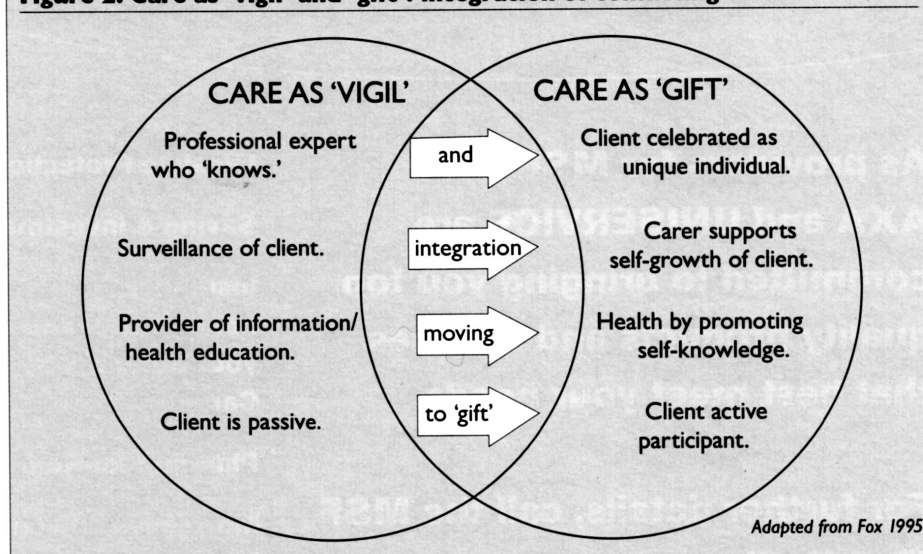 CARE AS 'VIGIL'
Professional expert
who 'knows.'
Surveillance of client.
Provider of information/
health education.
Client is passive.
and
integration
moving
to 'gift'
CARE AS 'GIFT'
Client celebrated as
unique individual.
Carer supports
self-growth of client.
Health by promoting
self-knowledge.
Client active
participant.
Adapted from Fox 1995